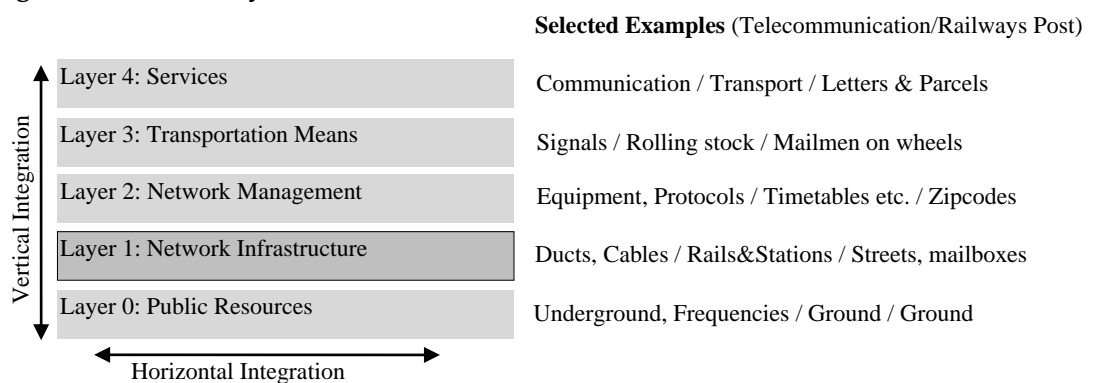 Selected Examples (Telecommunication/Railways Post)
Layer 4: Services
Communication / Transport / Letters & Parcels
Layer 3: Transportation Means
Signals / Rolling stock / Mailmen on wheels
Layer 2: Network Management
Equipment, Protocols / Timetables etc. / Zipcodes
Layer 1: Network Infrastructure
Ducts, Cables / Rails&Stations / Streets, mailboxes
Layer 0: Public Resources
Underground, Frequencies / Ground / Ground
Vertical Integration
Horizontal Integration